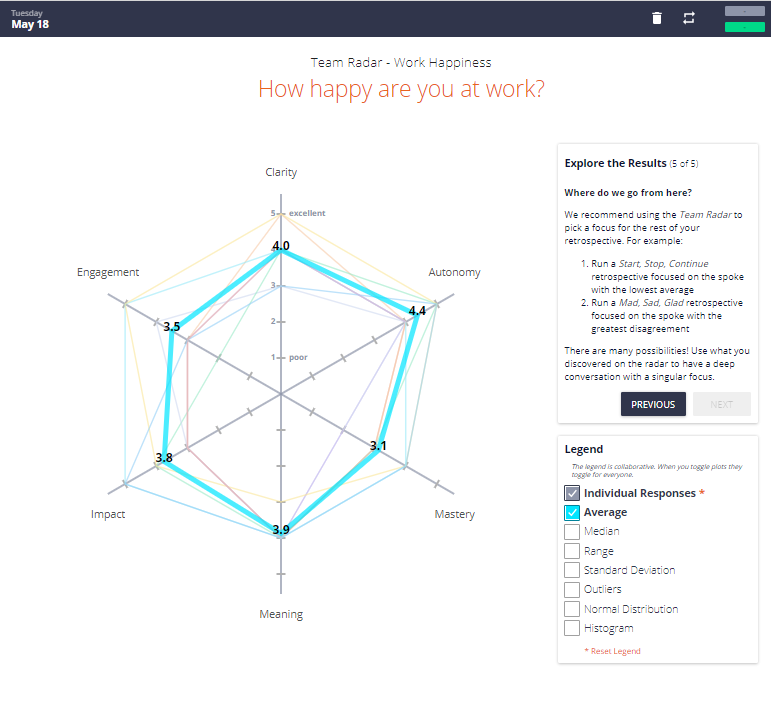 Tuesday
May 18
Team Radar - Work Happiness
How happy are you at work?
Clarity
5
excellent
4.0
Engagement
Autonomy
3
4.4
3.5
2
1
poor
3.1
3.8
Impact
Mastery
3.9
Meaning
Explore the Results (5 of 5)
Where do we go from here?
We recommend using the Team Radar to
pick a focus for the rest of your
retrospective. For example:
1. Run a Start, Stop, Continue
retrospective focused on the spoke
with the lowest average
2. Run a Mad, Sad, Glad retrospective
focused on the spoke with the
greatest disagreement
There are many possibilities! Use what you
discovered on the radar to have a deep
conversation with a singular focus.
PREVIOUS
NEXT
Legend
The legend is collaborative. When you toggle plots they
toggle for everyone.
Individual Responses *
Average
Median
Range
Standard Deviation
Outliers
Normal Distribution
Histogram
* Reset Legend